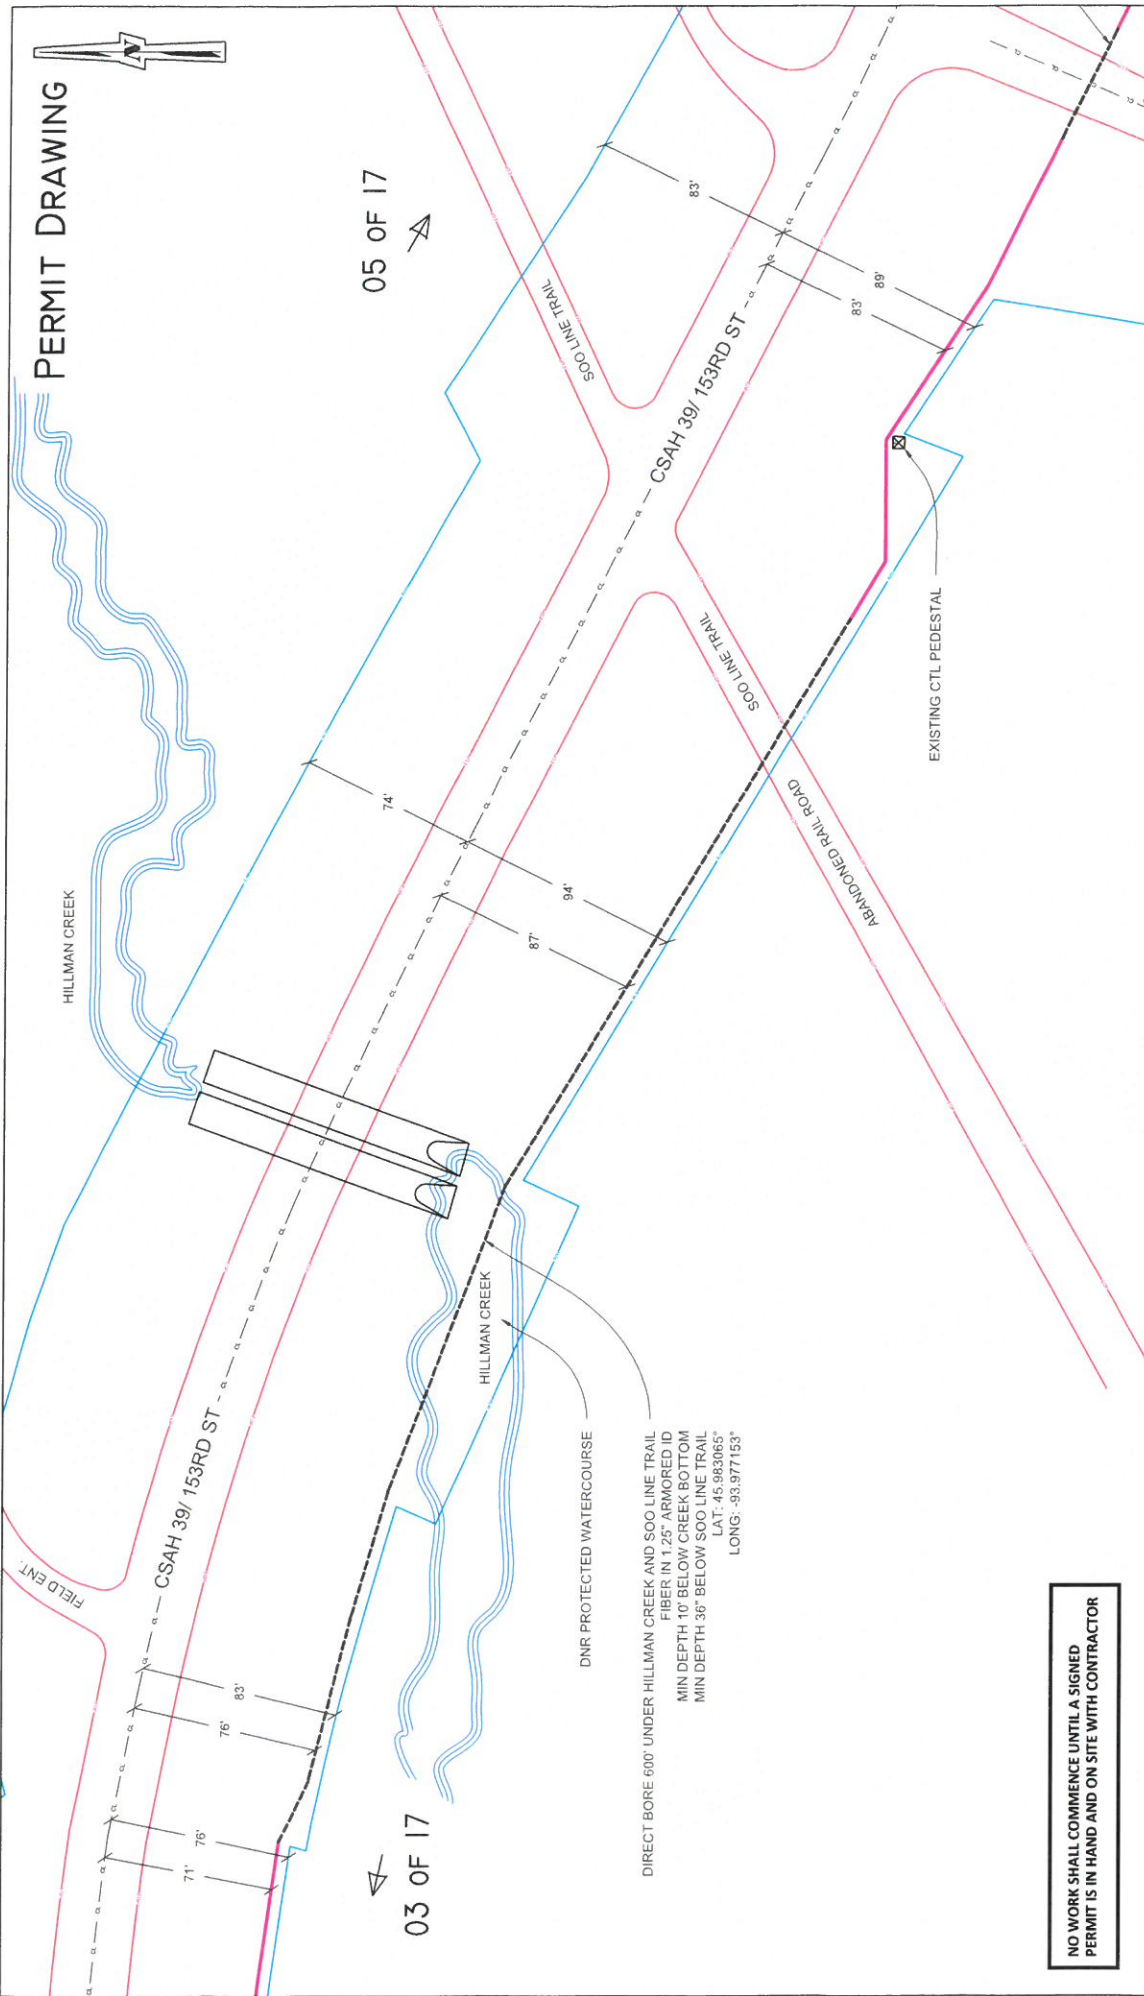 PERMIT DRAWING
N
05 OF 17
HILLMAN CREEK
SOO LINE TRAIL
83'
89'
83'
CSAH 39/ 153RD ST
74'
94'
87'
SOO LINE TRAIL
ABANDONED RAIL ROAD
EXISTING CTL PEDESTAL
FIELD ENT.
CSAH 39/ 153RD ST
HILLMAN CREEK
83'
76'
76'
71'
03 OF 17
DNR PROTECTED WATERCOURSE
DIRECT BORE 600' UNDER HILLMAN CREEK AND SOO LINE TRAIL
FIBER IN 1.25" ARMORED ID
MIN DEPTH 10' BELOW CREEK BOTTOM
MIN DEPTH 36" BELOW SOO LINE TRAIL
LAT: 45.983065°
LONG: -93.977153°
NO WORK SHALL COMMENCE UNTIL A SIGNED
PERMIT IS IN HAND AND ON SITE WITH CONTRACTOR